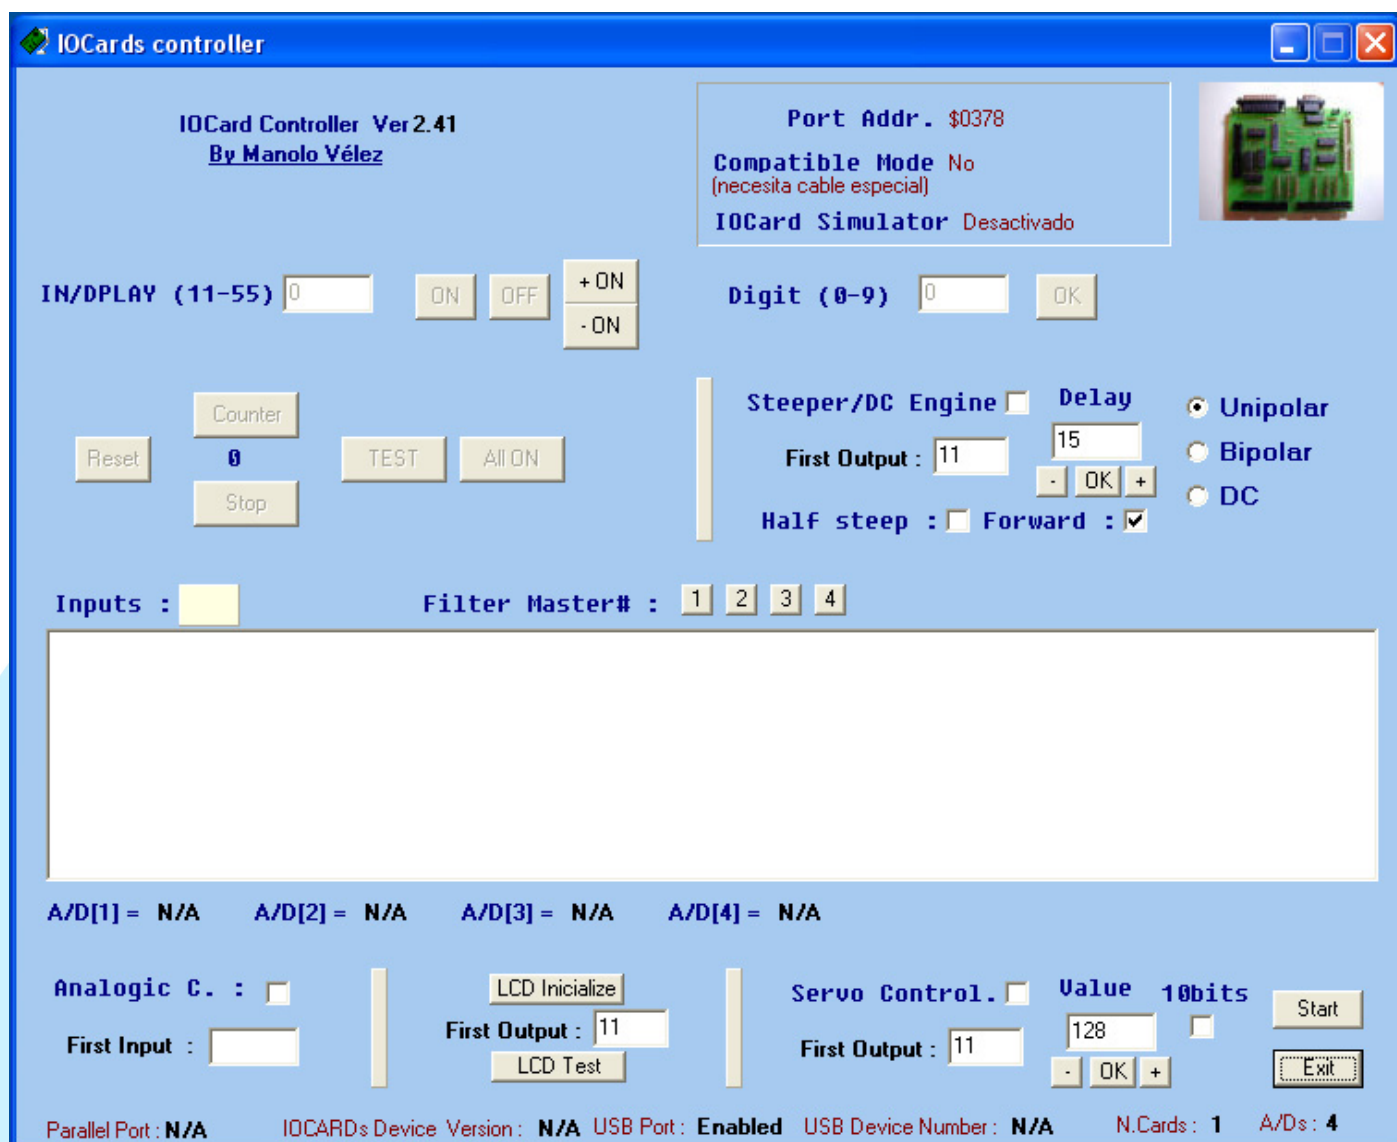 IOCards controller
IOCard Controller Ver 2.41
By Manolo Vélez
Port Addr. $0378
Compatible Mode No
(necesita cable especial)
IOCard Simulator Desactivado
IN/DPLAY (11-55) 0 ON OFF + ON
- ON
Digit (0-9) 0 OK
Counter
Reset 0 TEST All ON
Stop
Steeper/DC Engine Delay
First Output : 11 15
- OK +
Half steep : Forward :
Unipolar
Bipolar
DC
Inputs : Filter Master# : 1 2 3 4
A/D[1] = N/A A/D[2] = N/A A/D[3] = N/A A/D[4] = N/A
Analogic C. :
First Input :
LCD Inicialize
First Output : 11
LCD Test
Servo Control. Value 10bits
First Output : 11 128
- OK +
Start
Exit
Parallel Port : N/A IOCARDs Device Version : N/A USB Port : Enabled USB Device Number : N/A N.Cards : 1 A/Ds : 4